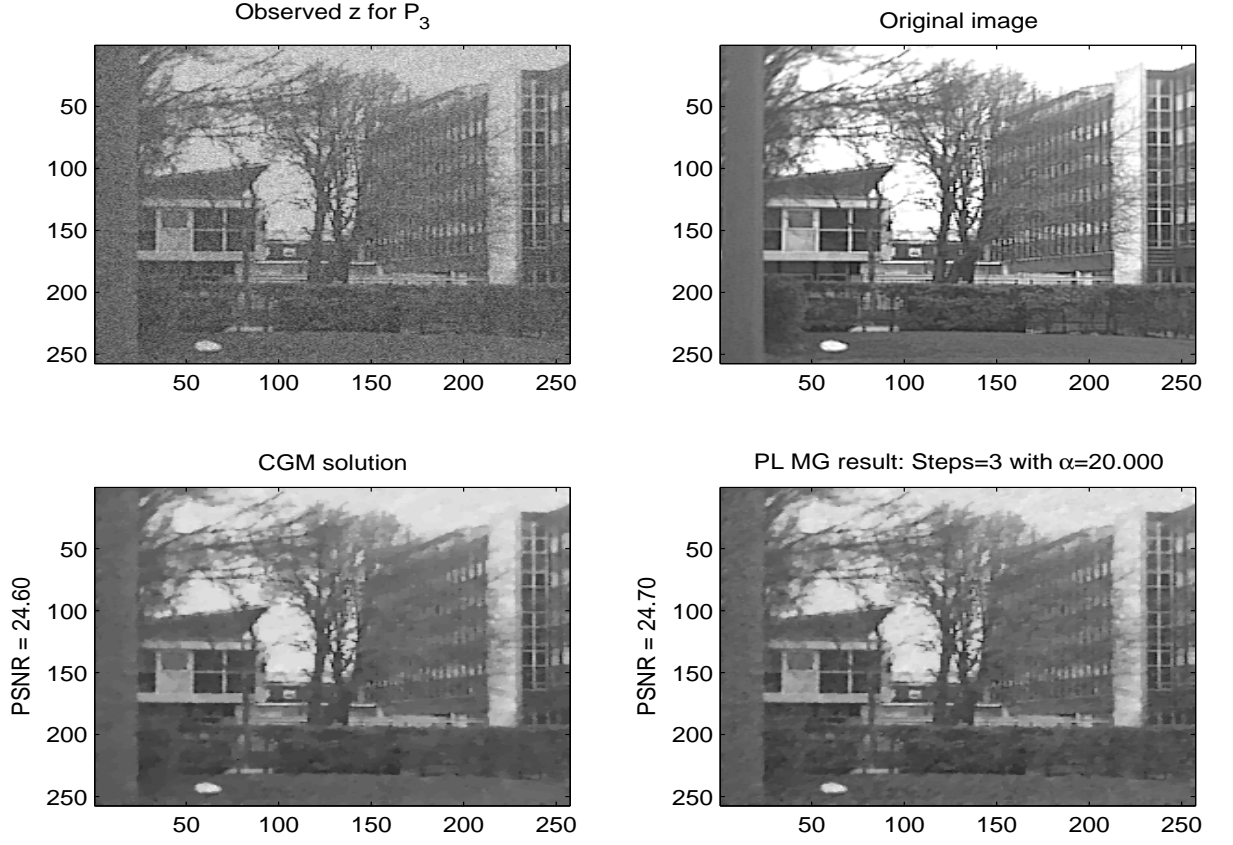 Observed z for P3
Original image
50
100
150
200
250
50 100 150 200 250
50
100
150
200
250
50 100 150 200 250
CGM solution
PL MG result: Steps=3 with α=20.000
PSNR = 24.60
50
100
150
200
250
50 100 150 200 250
PSNR = 24.70
50
100
150
200
250
50 100 150 200 250